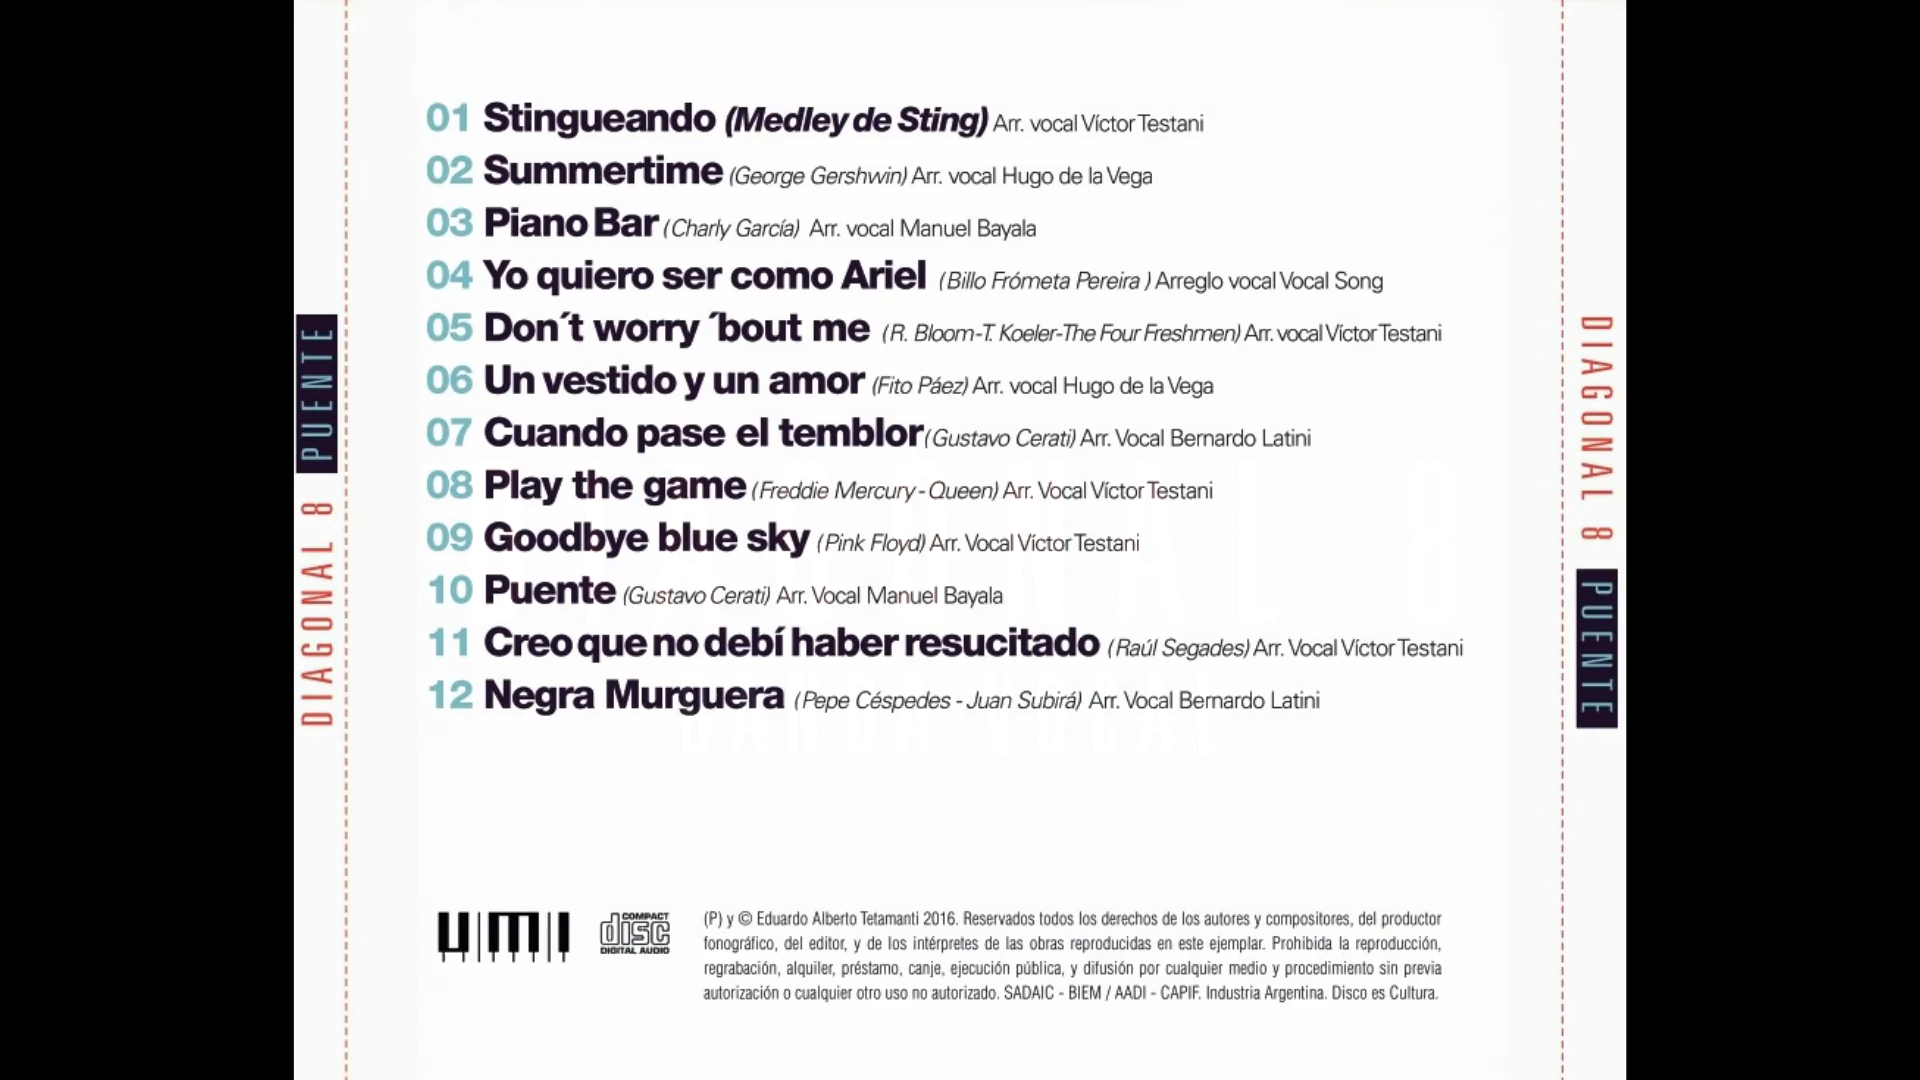 01 Stingueando (Medley de Sting) Arr. vocal Víctor Testani
02 Summertime (George Gershwin) Arr. vocal Hugo de la Vega
03 Piano Bar (Charly García) Arr. vocal Manuel Bayala
04 Yo quiero ser como Ariel (Billo Frómeta Pereira ) Arreglo vocal Vocal Song
05 Don´t worry ´bout me (R. Bloom-T. Koeler-The Four Freshmen) Arr. vocal Víctor Testani
06 Un vestido y un amor (Fito Páez) Arr. vocal Hugo de la Vega
07 Cuando pase el temblor (Gustavo Cerati) Arr. Vocal Bernardo Latini
08 Play the game (Freddie Mercury - Queen) Arr. Vocal Víctor Testani
09 Goodbye blue sky (Pink Floyd) Arr. Vocal Víctor Testani
10 Puente (Gustavo Cerati) Arr. Vocal Manuel Bayala
11 Creo que no debí haber resucitado (Raúl Segades) Arr. Vocal Víctor Testani
12 Negra Murguera (Pepe Céspedes - Juan Subirá) Arr. Vocal Bernardo Latini
DIAGONAL 8 PUENTE
DIAGONAL 8 PUENTE
DIAGONAL 8
BANDA VOCAL
UMI
COMPACT
disc
DIGITAL AUDIO
(P) y © Eduardo Alberto Tetamanti 2016. Reservados todos los derechos de los autores y compositores, del productor
fonográfico, del editor, y de los intérpretes de las obras reproducidas en este ejemplar. Prohibida la reproducción,
regrabación, alquiler, préstamo, canje, ejecución pública, y difusión por cualquier medio y procedimiento sin previa
autorización o cualquier otro uso no autorizado. SADAIC - BIEM / AADI - CAPIF. Industria Argentina. Disco es Cultura.